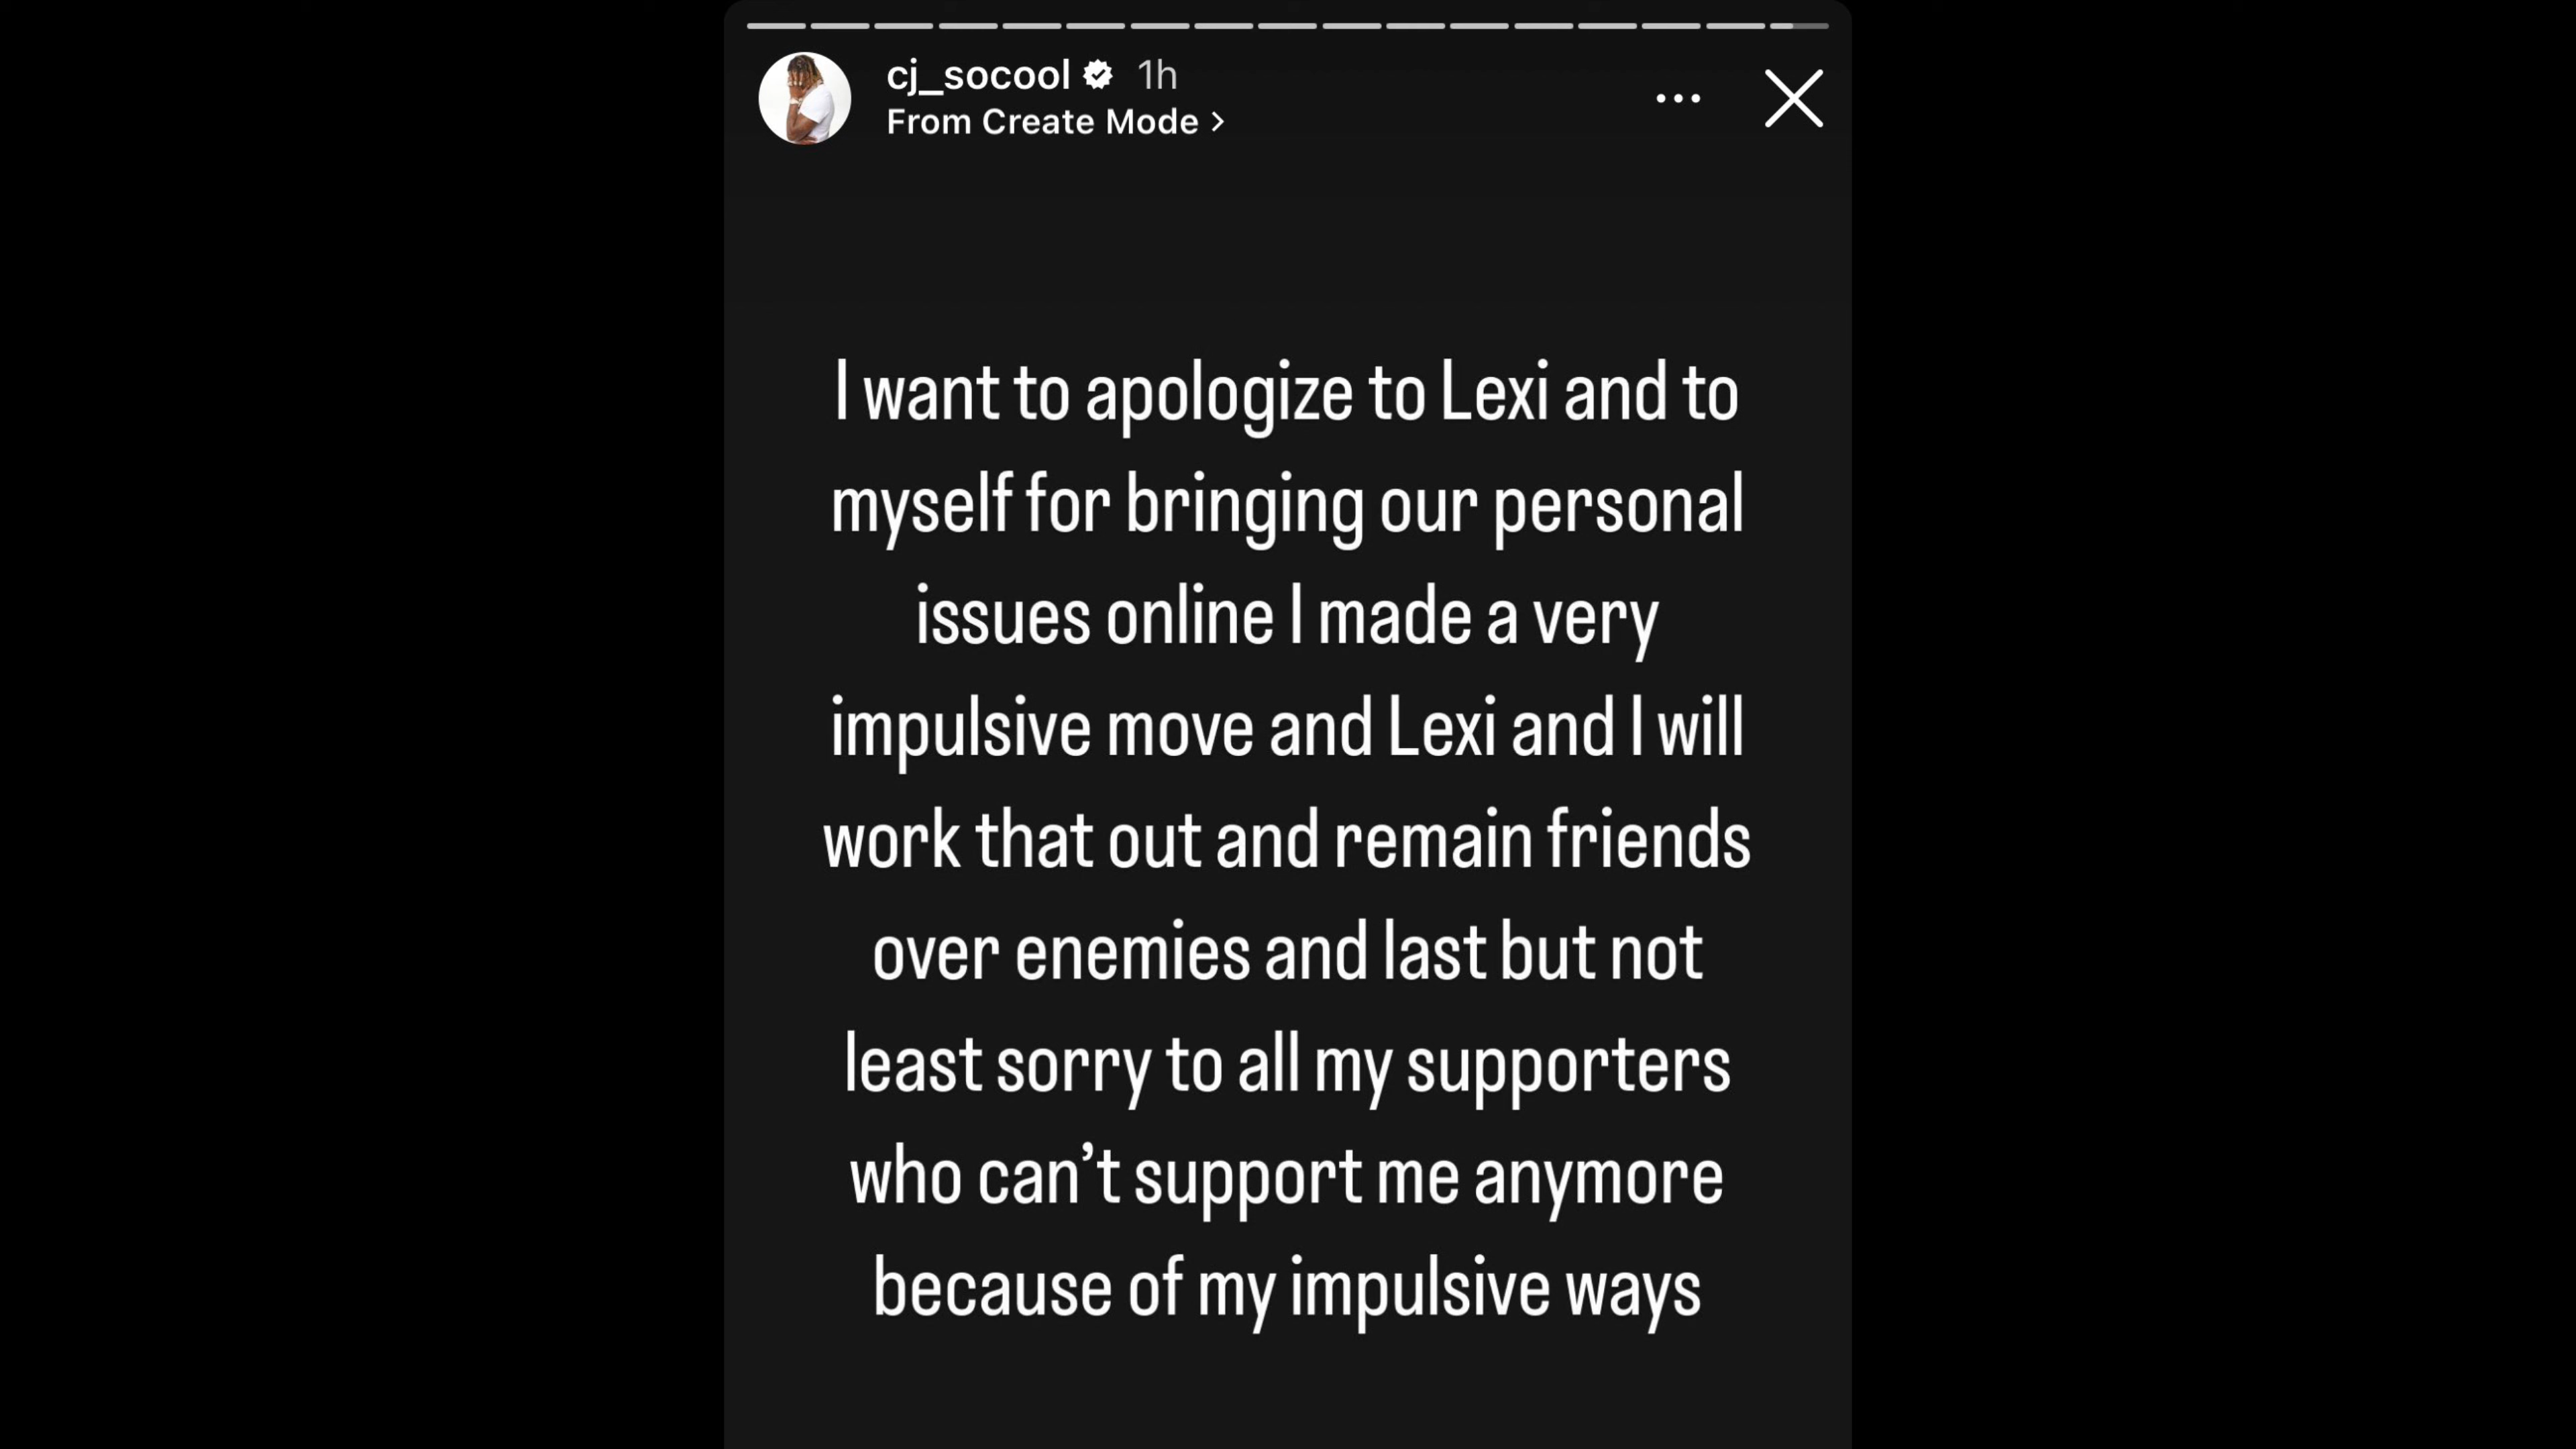 cj_socool 1h
From Create Mode >
I want to apologize to Lexi and to
myself for bringing our personal
issues online I made a very
impulsive move and Lexi and I will
work that out and remain friends
over enemies and last but not
least sorry to all my supporters
who can’t support me anymore
because of my impulsive ways